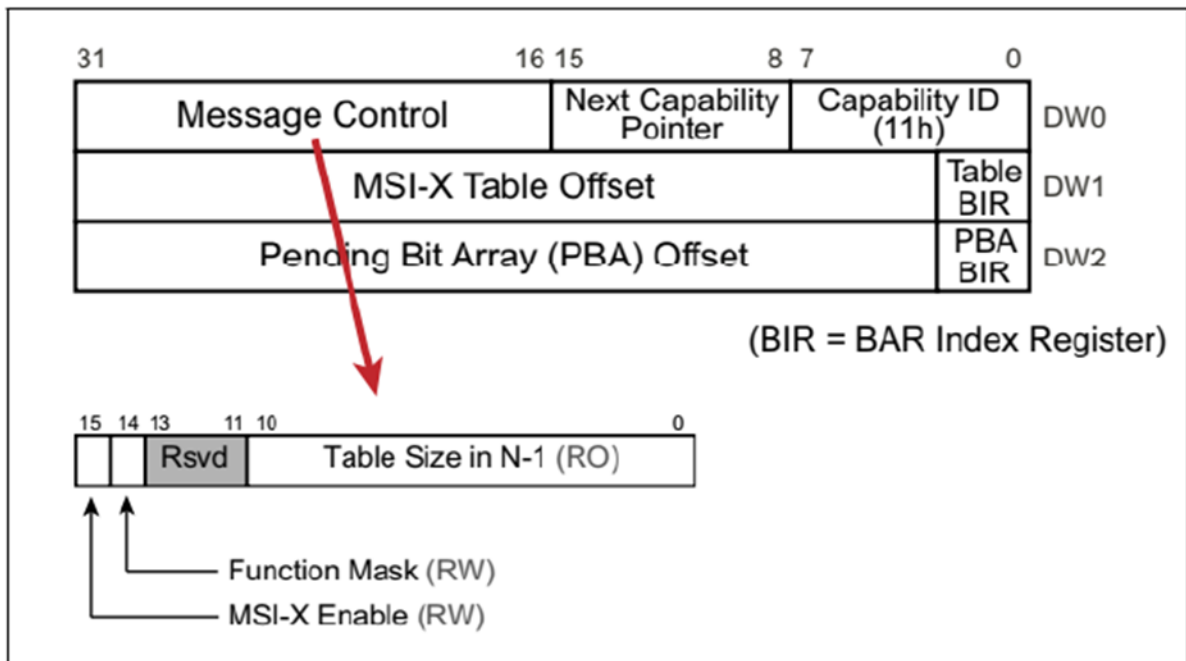 31 16 15 8 7 0
Message Control
Next Capability
Pointer
Capability ID
(11h)
DW0
MSI-X Table Offset
Table
BIR
DW1
Pending Bit Array (PBA) Offset
PBA
BIR
DW2
(BIR = BAR Index Register)
15 14 13 11 10 0
Rsvd
Table Size in N-1 (RO)
Function Mask (RW)
MSI-X Enable (RW)